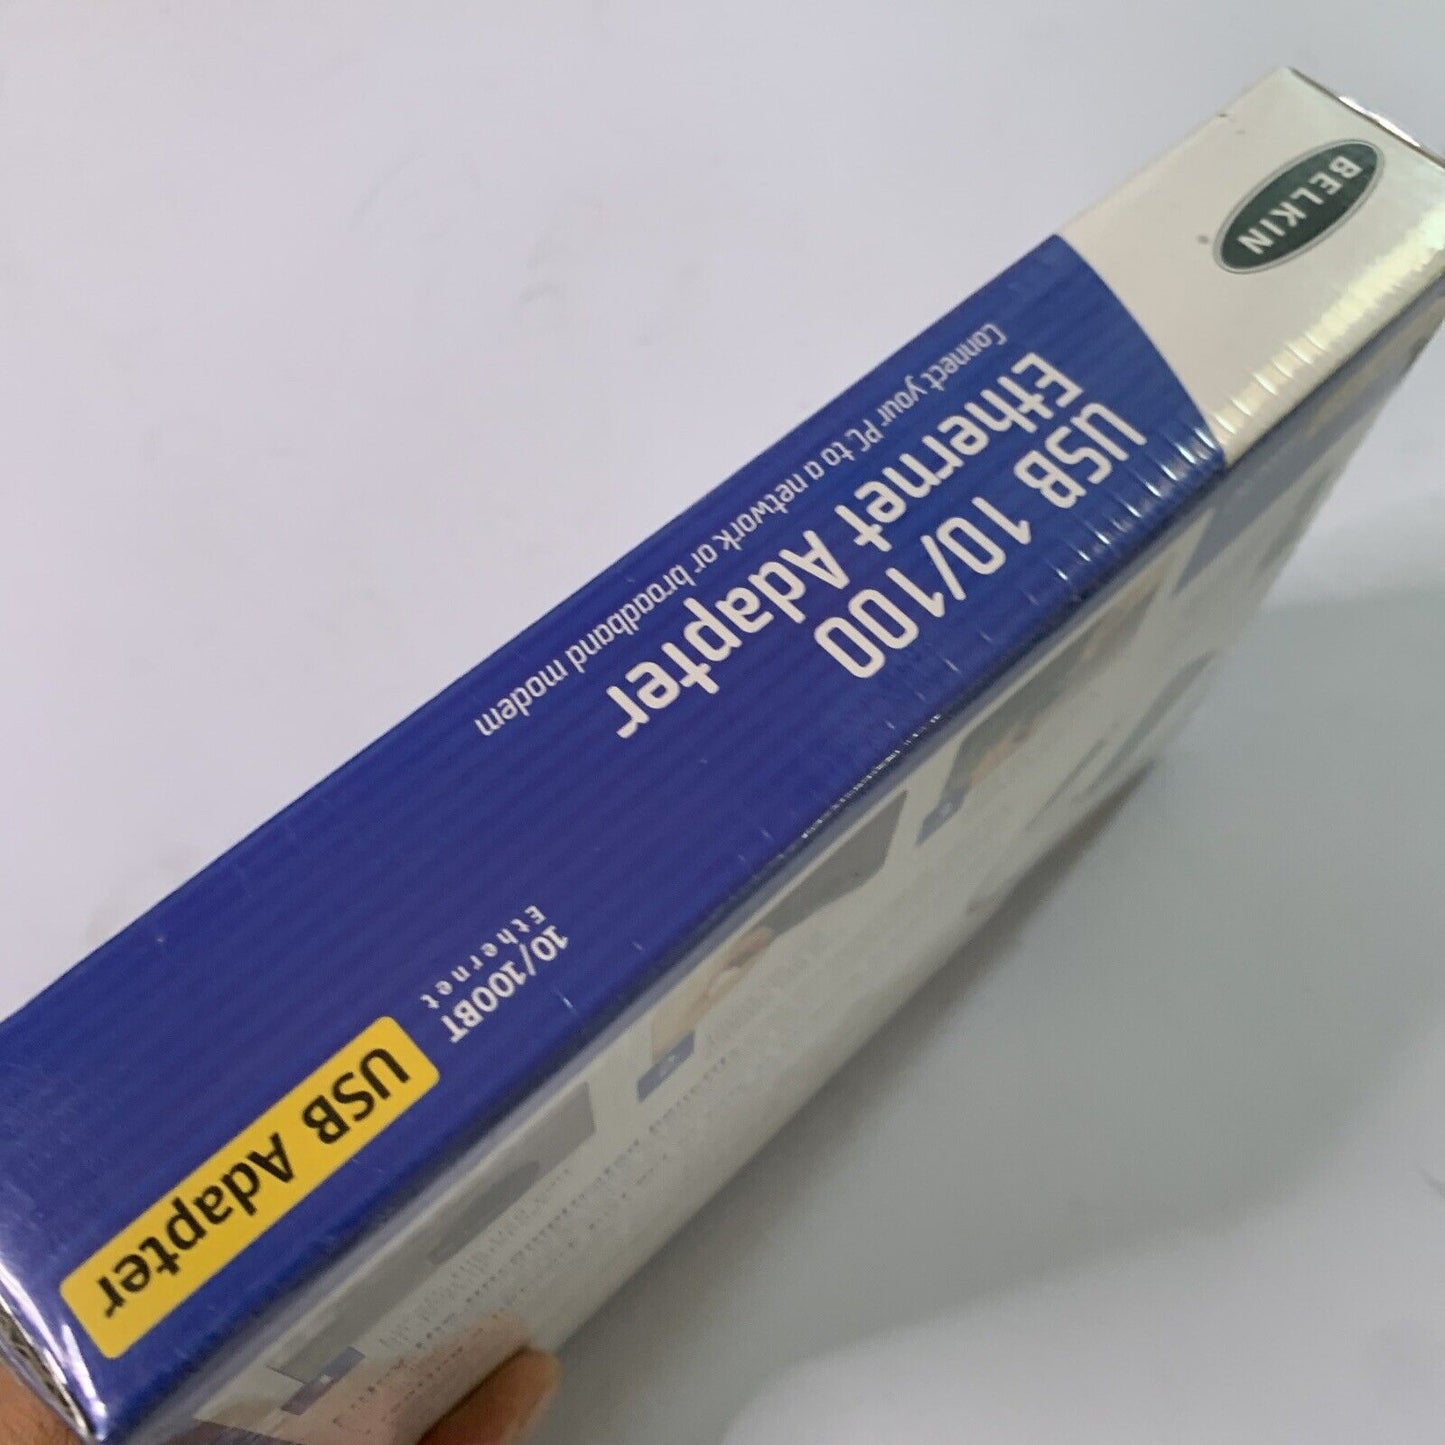 BELKIN
USB 10/100
Ethernet Adapter
Connect your PC to a network or broadband modem
10/100BT
Ethernet
USB Adapter